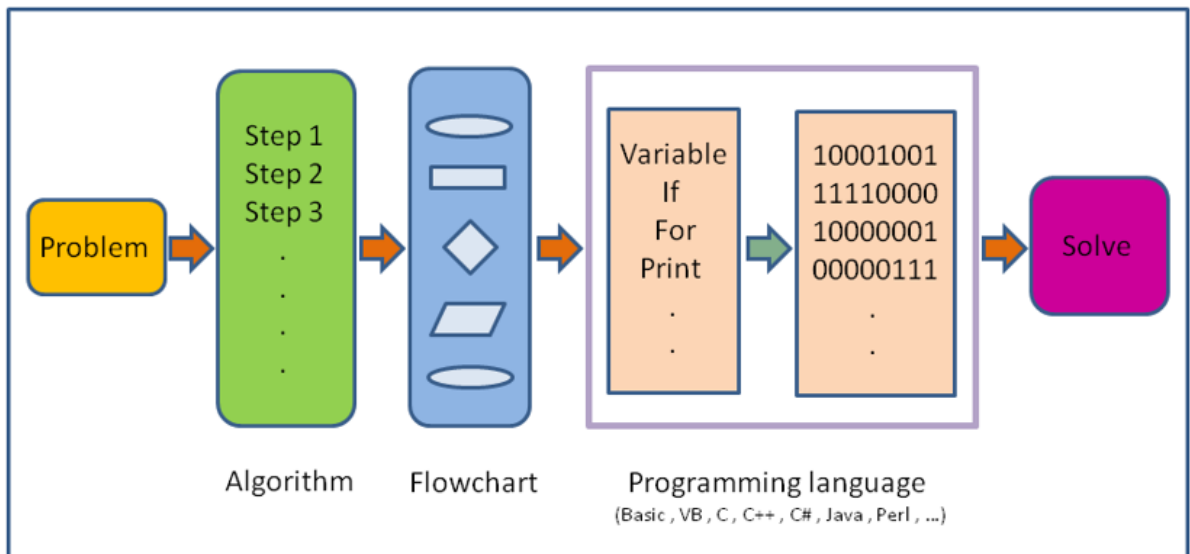 Problem
Step 1
Step 2
Step 3
.
.
.
.
Variable
If
For
Print
.
.
10001001
11110000
10000001
00000111
.
.
Solve
Algorithm
Flowchart
Programming language
(Basic , VB , C , C++ , C# , Java , Perl , ...)